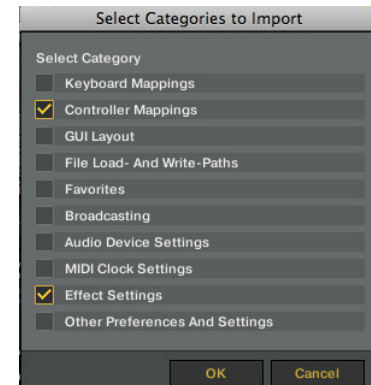 Select Categories to Import
Select Category
Keyboard Mappings
Controller Mappings
GUI Layout
File Load- And Write-Paths
Favorites
Broadcasting
Audio Device Settings
MIDI Clock Settings
Effect Settings
Other Preferences And Settings
OK Cancel